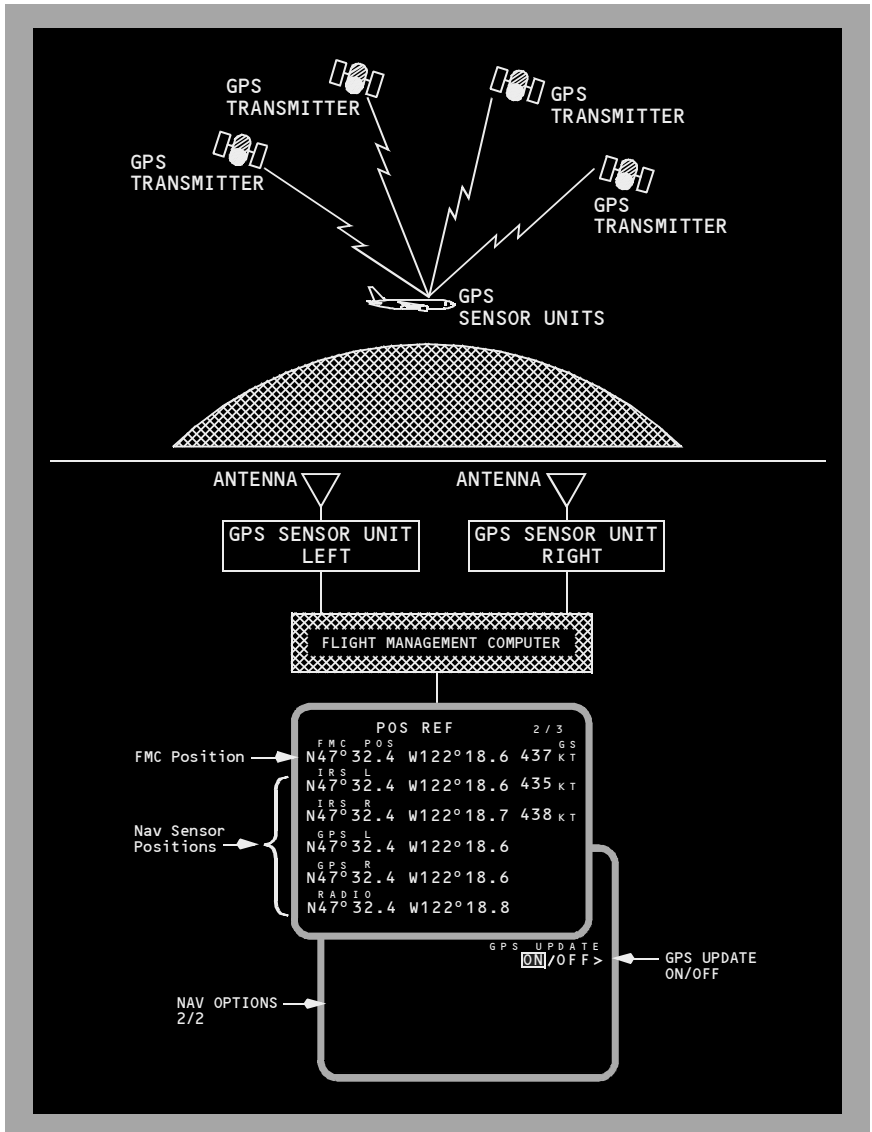 GPS
TRANSMITTER
GPS
TRANSMITTER
GPS
TRANSMITTER
GPS
TRANSMITTER
GPS
SENSOR UNITS
ANTENNA
ANTENNA
GPS SENSOR UNIT
LEFT
GPS SENSOR UNIT
RIGHT
FLIGHT MANAGEMENT COMPUTER
POS REF 2/3
FMC POS GS
FMC Position
N47°32.4 W122°18.6 437 KT
IRS L
N47°32.4 W122°18.6 435 KT
IRS R
N47°32.4 W122°18.7 438 KT
Nav Sensor
Positions
GPS L
N47°32.4 W122°18.6
GPS R
N47°32.4 W122°18.6
RADIO
N47°32.4 W122°18.8
GPS UPDATE
ON/OFF>
GPS UPDATE
ON/OFF
NAV OPTIONS
2/2